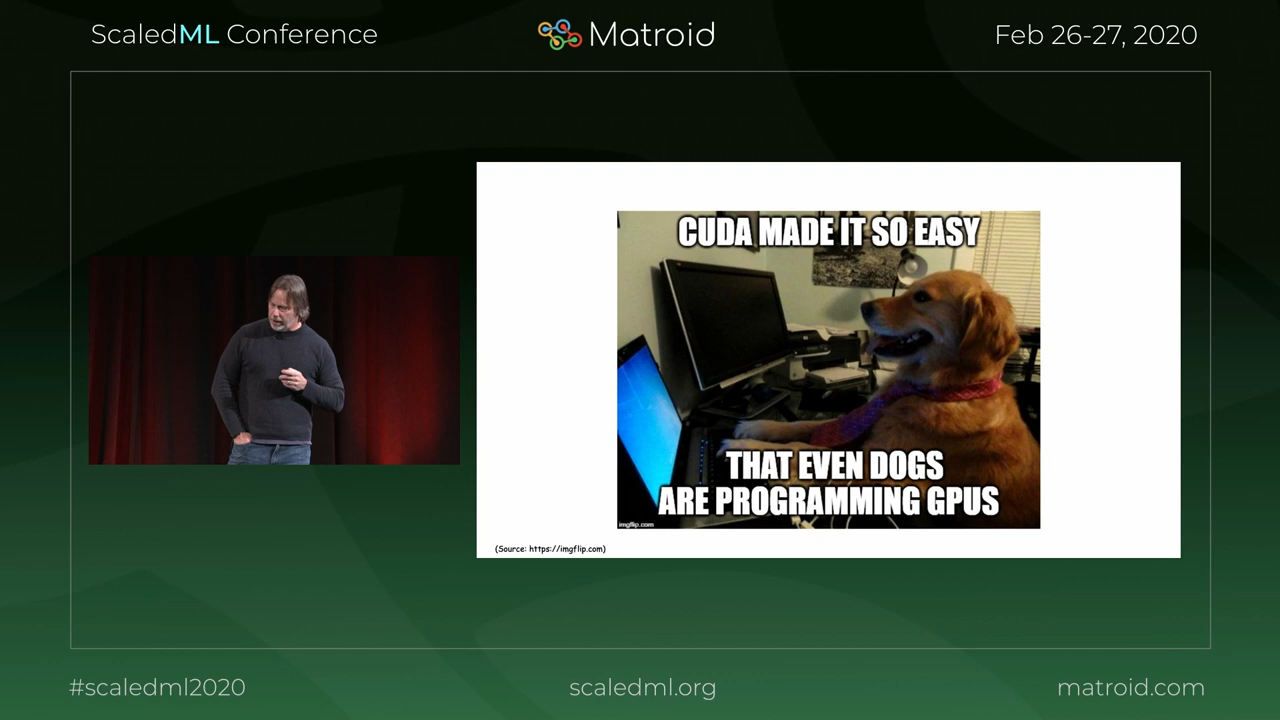 ScaledML Conference
Matroid
Feb 26-27, 2020
CUDA MADE IT SO EASY
THAT EVEN DOGS
ARE PROGRAMMING GPUS
imgflip.com
(Source: https://imgflip.com)
#scaledml2020
scaledml.org
matroid.com